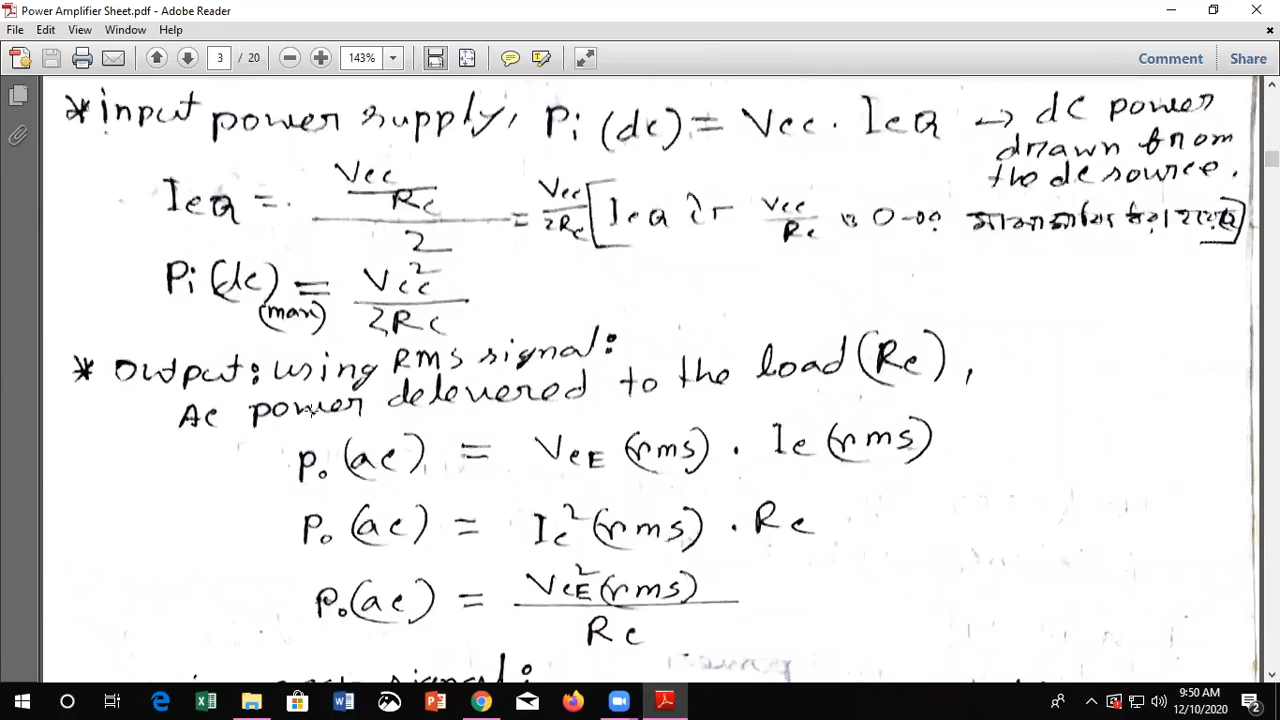 Power Amplifier Sheet.pdf - Adobe Reader
File Edit View Window Help
3 / 20 143% Comment Share
* input power supply, Pi (dc) = Vcc . IcQ → dc power
drawn from
the dc source.
IcQ = Vcc/Rc / 2 = Vcc/2Rc [IcQ Vcc/Rc
Pi (dc) (max) = Vcc²/2Rc
* output: using RMS signal:
Ac power delevered to the load (Rc),
Po (ac) = VcE (rms) . Ic (rms)
Po (ac) = Ic² (rms) . Rc
Po (ac) = VcE² (rms) / Rc
signal:
9:50 AM
12/10/2020
2